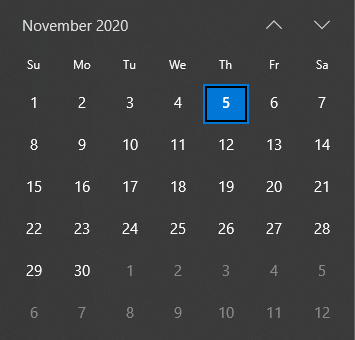 November 2020
Su Mo Tu We Th Fr Sa
1 2 3 4 5 6 7
8 9 10 11 12 13 14
15 16 17 18 19 20 21
22 23 24 25 26 27 28
29 30 1 2 3 4 5
6 7 8 9 10 11 12